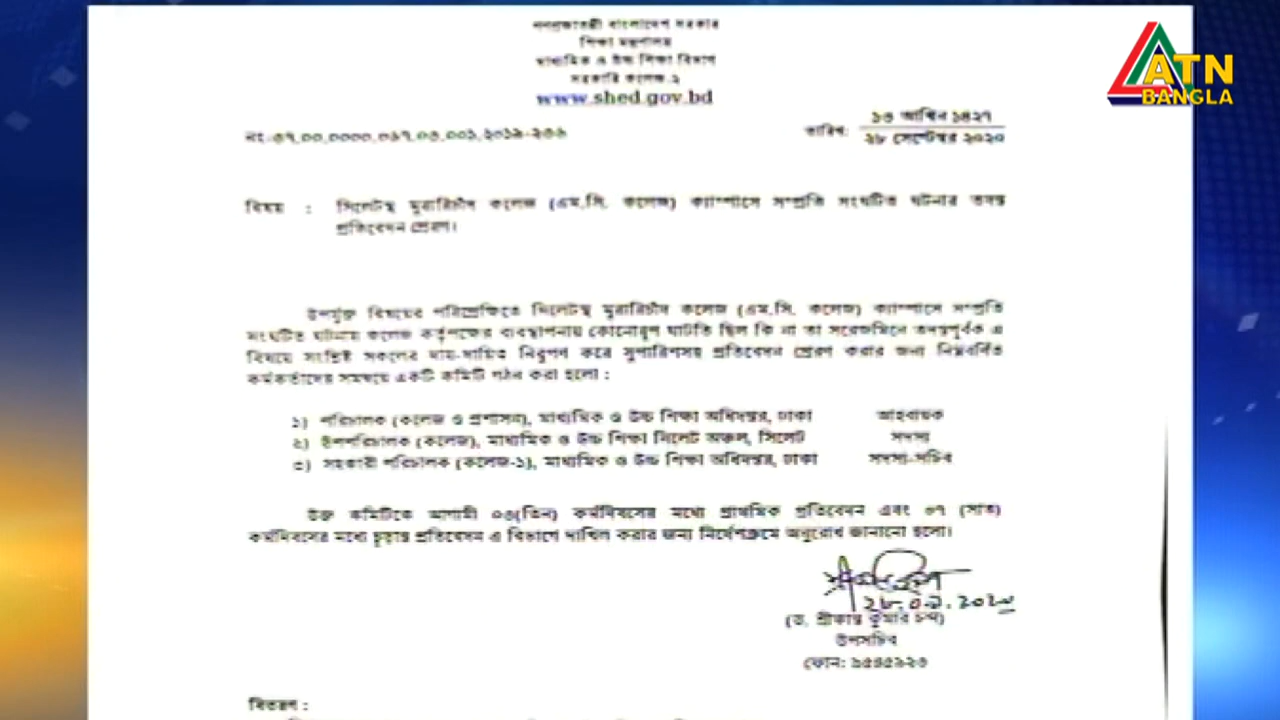 গণপ্রজাতন্ত্রী বাংলাদেশ সরকার
শিক্ষা মন্ত্রণালয়
মাধ্যমিক ও উচ্চ শিক্ষা বিভাগ
সরকারি কলেজ-২
www.shed.gov.bd
ATN
BANGLA
১৩ আশ্বিন ১৪২৭
তারিখ:
২৮ সেপ্টেম্বর ২০২০
বিষয় : সিলেটস্থ মুরারিচাঁদ কলেজ (এম.সি. কলেজ) ক্যাম্পাসে সম্প্রতি সংঘটিত ঘটনার তদন্ত
প্রতিবেদন প্রেরণ।
উপর্যুক্ত বিষয়ের পরিপ্রেক্ষিতে সিলেটস্থ মুরারিচাঁদ কলেজ (এম.সি. কলেজ) ক্যাম্পাসে সম্প্রতি
সংঘটিত ঘটনায় কলেজ কর্তৃপক্ষের ব্যবস্থাপনায় কোনোরূপ ঘাটতি ছিল কি না তা সরেজমিনে তদন্তপূর্বক এ
বিষয়ে সংশ্লিষ্ট সকলের দায়-দায়িত্ব নিরূপণ করে সুপারিশসহ প্রতিবেদন প্রেরণ করার জন্য নিম্নবর্ণিত
কর্মকর্তাদের সমন্বয়ে একটি কমিটি গঠন করা হলো :
১) পরিচালক (কলেজ ও প্রশাসন), মাধ্যমিক ও উচ্চ শিক্ষা অধিদপ্তর, ঢাকা আহবায়ক
২) উপপরিচালক (কলেজ), মাধ্যমিক ও উচ্চ শিক্ষা সিলেট অঞ্চল, সিলেট সদস্য
৩) সহকারী পরিচালক (কলেজ-১), মাধ্যমিক ও উচ্চ শিক্ষা অধিদপ্তর, ঢাকা সদস্য-সচিব
উক্ত কমিটিকে আগামী ০৩(তিন) কর্মদিবসের মধ্যে প্রাথমিক প্রতিবেদন এবং ০৭ (সাত)
কর্মদিবসের মধ্যে চূড়ান্ত প্রতিবেদন এ বিভাগে দাখিল করার জন্য নির্দেশক্রমে অনুরোধ জানানো হলো।
২৮.০৯.২০২০
(ড. শ্রীকান্ত কুমার চন্দ)
উপসচিব
ফোন:
বিতরণ :